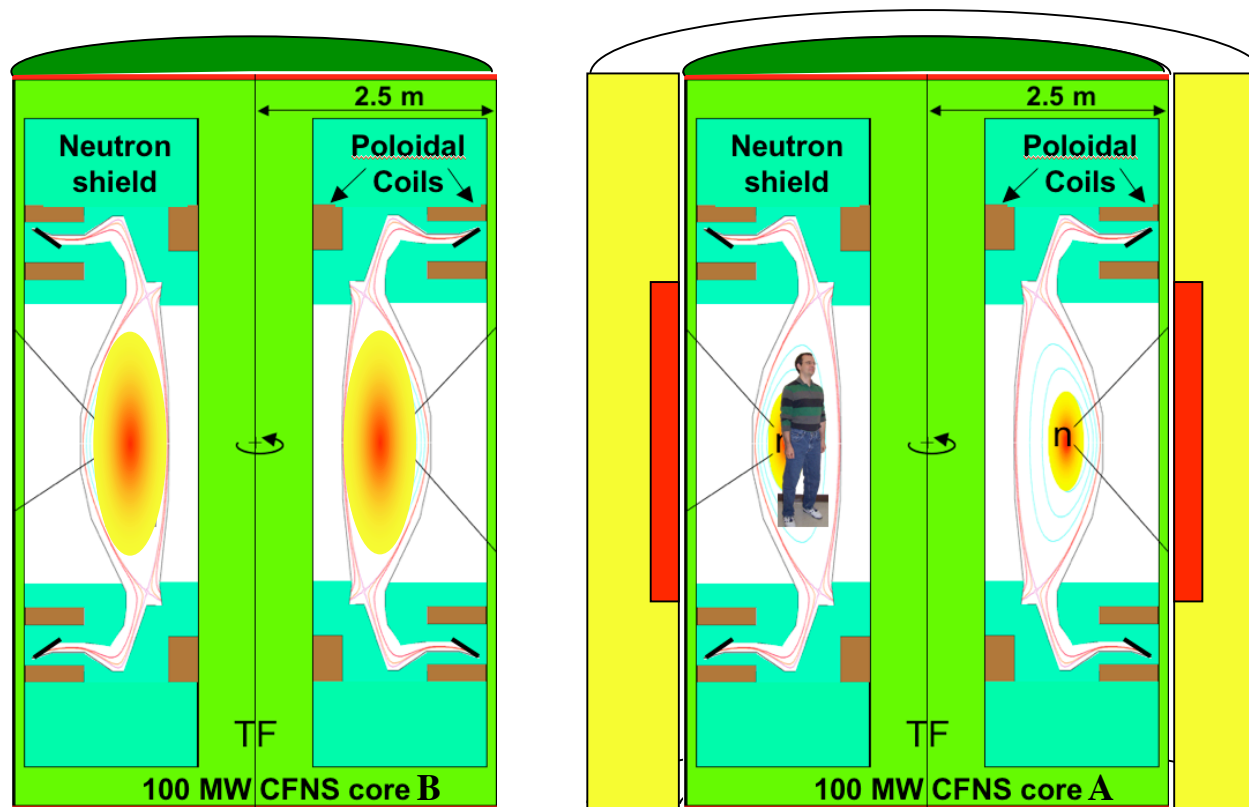 2.5 m
Neutron
shield
Poloidal
Coils
TF
100 MW CFNS core B
2.5 m
Neutron
shield
Poloidal
Coils
n
n
TF
100 MW CFNS core A